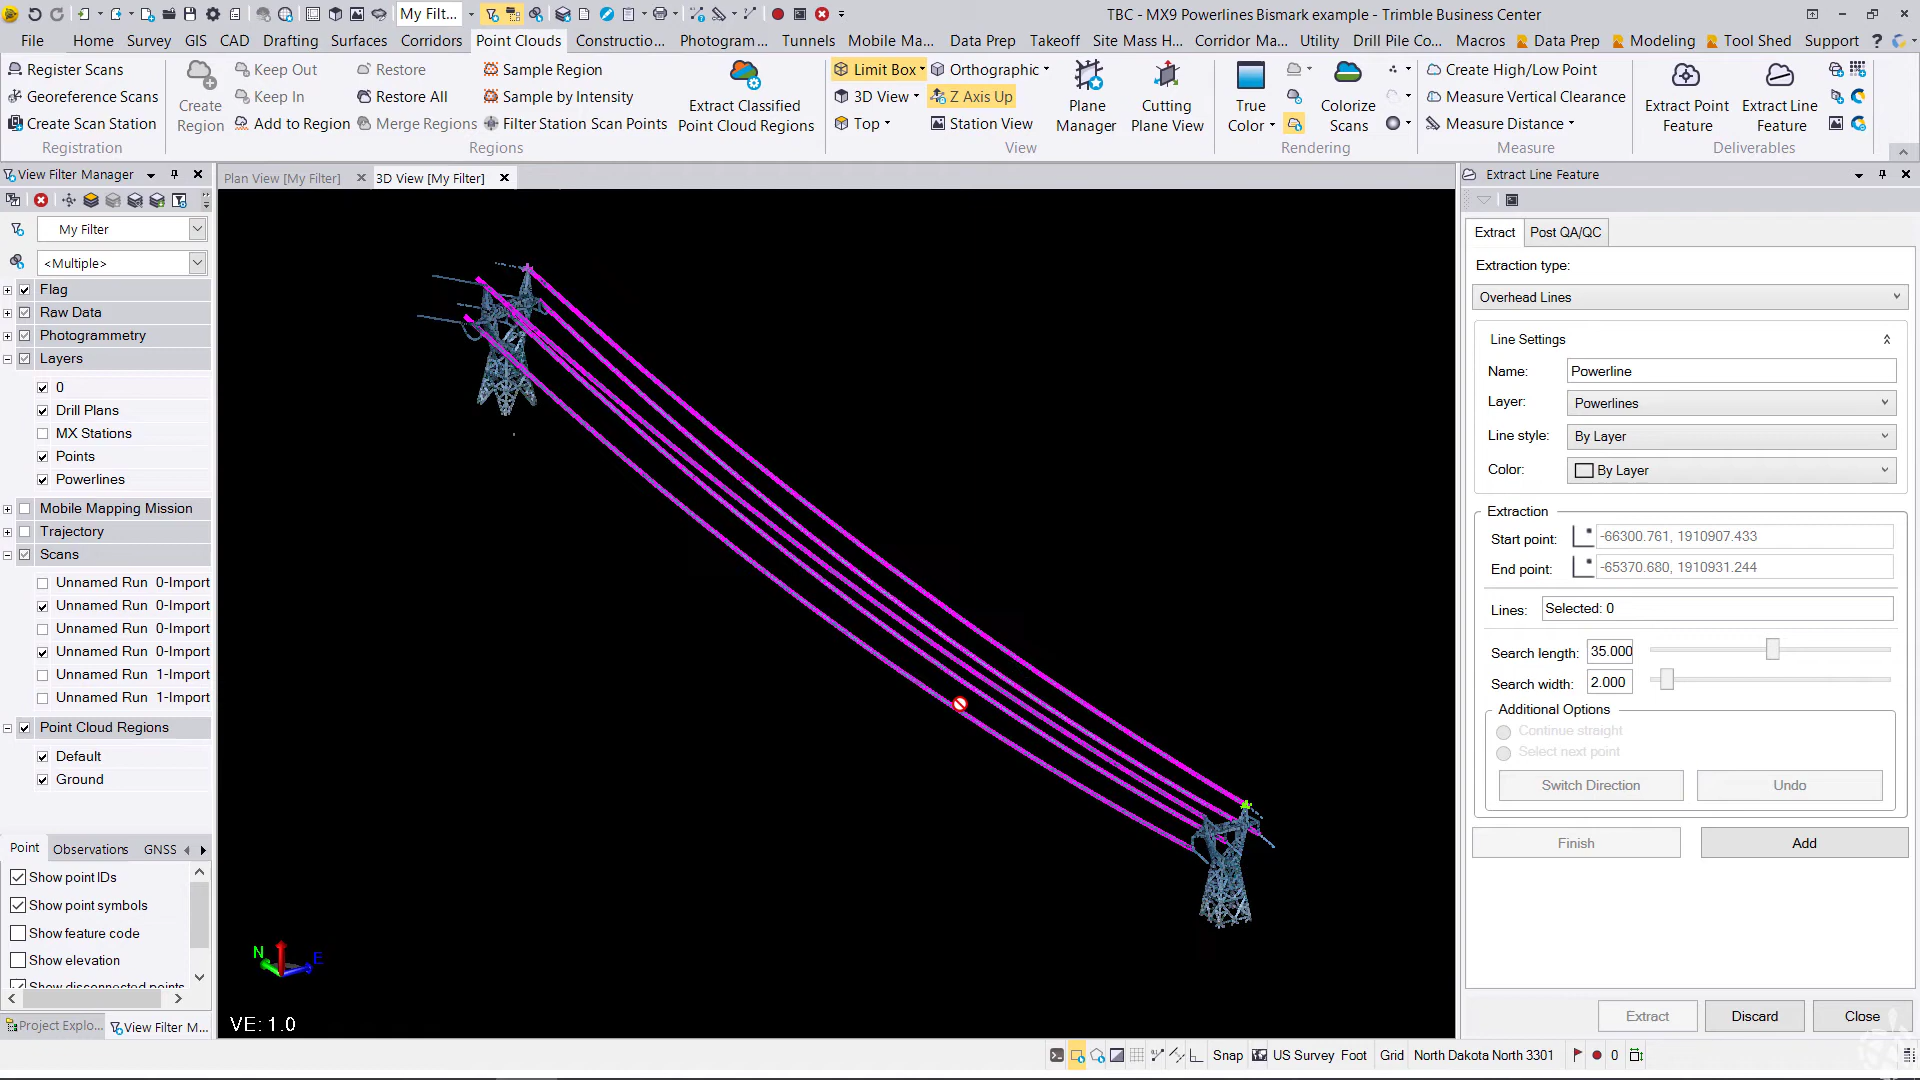 My Filt...
TBC - MX9 Powerlines Bismark example - Trimble Business Center
File Home Survey GIS CAD Drafting Surfaces Corridors Point Clouds Constructio... Photogram... Tunnels Mobile Ma... Data Prep Takeoff Site Mass H... Corridor Ma... Utility Drill Pile Co... Macros Data Prep Modeling Tool Shed Support
Register Scans
Georeference Scans
Create Scan Station
Registration
Create
Region
Keep Out
Keep In
Add to Region
Restore
Restore All
Merge Regions
Sample Region
Sample by Intensity
Filter Station Scan Points
Extract Classified
Point Cloud Regions
Regions
Limit Box
3D View
Top
Orthographic
Z Axis Up
Station View
Plane
Manager
Cutting
Plane View
View
True
Color
Colorize
Scans
Rendering
Create High/Low Point
Measure Vertical Clearance
Measure Distance
Measure
Extract Point
Feature
Extract Line
Feature
Deliverables
View Filter Manager
My Filter
<Multiple>
Flag
Raw Data
Photogrammetry
Layers
0
Drill Plans
MX Stations
Points
Powerlines
Mobile Mapping Mission
Trajectory
Scans
Unnamed Run 0-Import
Unnamed Run 0-Import
Unnamed Run 0-Import
Unnamed Run 0-Import
Unnamed Run 1-Import
Unnamed Run 1-Import
Point Cloud Regions
Default
Ground
Point Observations GNSS
Show point IDs
Show point symbols
Show feature code
Show elevation
Show disconnected points
Project Explo... View Filter M...
Plan View [My Filter]
3D View [My Filter]
N
E
VE: 1.0
Extract Line Feature
Extract Post QA/QC
Extraction type:
Overhead Lines
Line Settings
Name: Powerline
Layer: Powerlines
Line style: By Layer
Color: By Layer
Extraction
Start point: -66300.761, 1910907.433
End point: -65370.680, 1910931.244
Lines: Selected: 0
Search length: 35.000
Search width: 2.000
Additional Options
Continue straight
Select next point
Switch Direction Undo
Finish Add
Extract Discard Close
Snap US Survey Foot Grid North Dakota North 3301 0